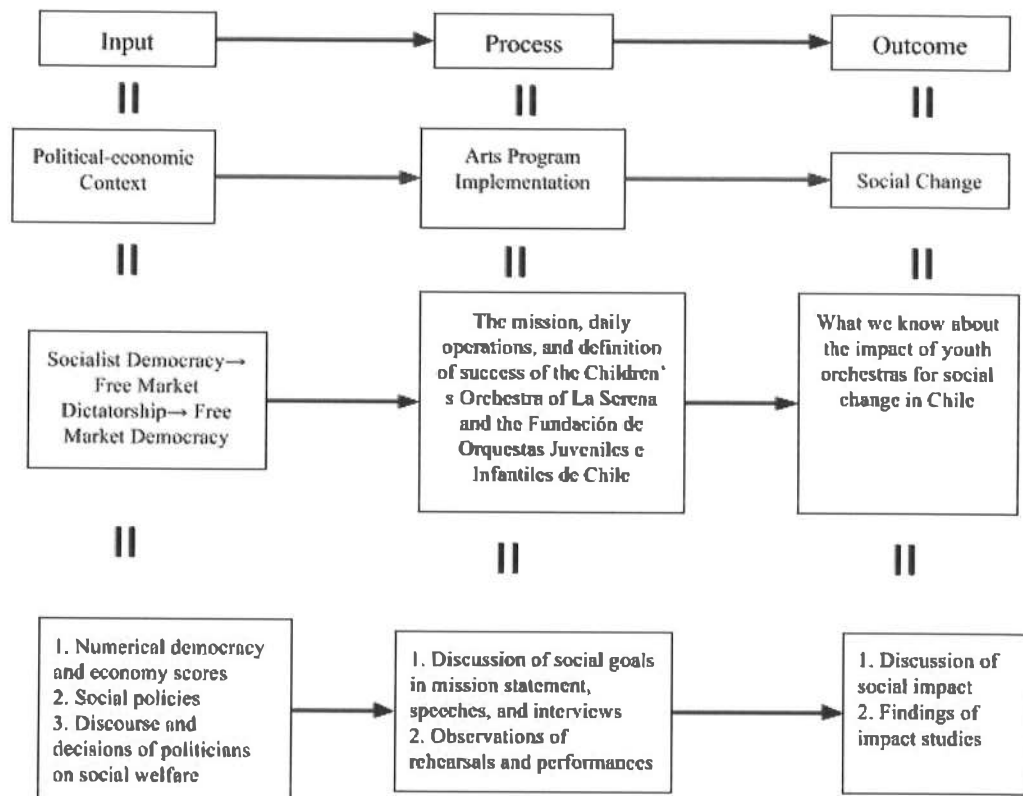 Input
Process
Outcome
Political-economic
Context
Arts Program
Implementation
Social Change
Socialist Democracy→
Free Market
Dictatorship→ Free
Market Democracy
The mission, daily
operations, and definition
of success of the Children‘
s Orchestra of La Serena
and the Fundación de
Orquestas Juveniles e
Infantiles de Chile
What we know about
the impact of youth
orchestras for social
change in Chile
1. Numerical democracy
and economy scores
2. Social policies
3. Discourse and
decisions of politicians
on social welfare
1. Discussion of social goals
in mission statement,
speeches, and interviews
2. Observations of
rehearsals and performances
1. Discussion of
social impact
2. Findings of
impact studies